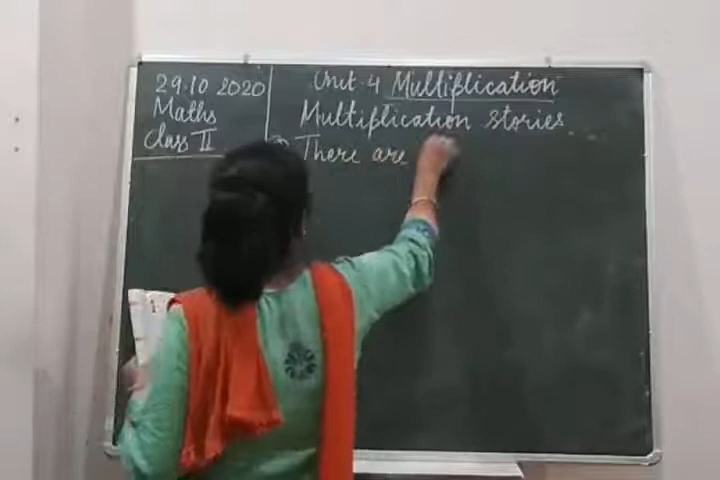 29.10 2020
Maths
Class II
Unit-4 Multiplication
Multiplication stories
There are